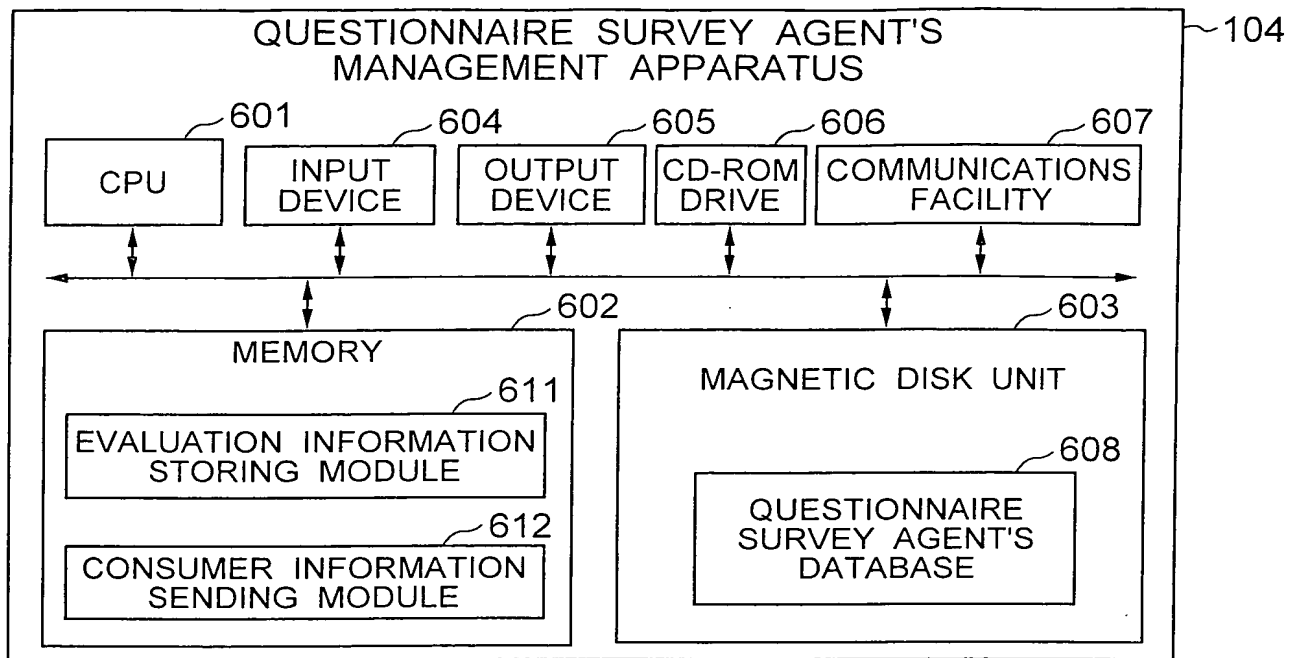 QUESTIONNAIRE SURVEY AGENT'S
MANAGEMENT APPARATUS
104
601
604
605
606
607
CPU
INPUT
DEVICE
OUTPUT
DEVICE
CD-ROM
DRIVE
COMMUNICATIONS
FACILITY
602
MEMORY
611
EVALUATION INFORMATION
STORING MODULE
612
CONSUMER INFORMATION
SENDING MODULE
603
MAGNETIC DISK UNIT
608
QUESTIONNAIRE
SURVEY AGENT'S
DATABASE